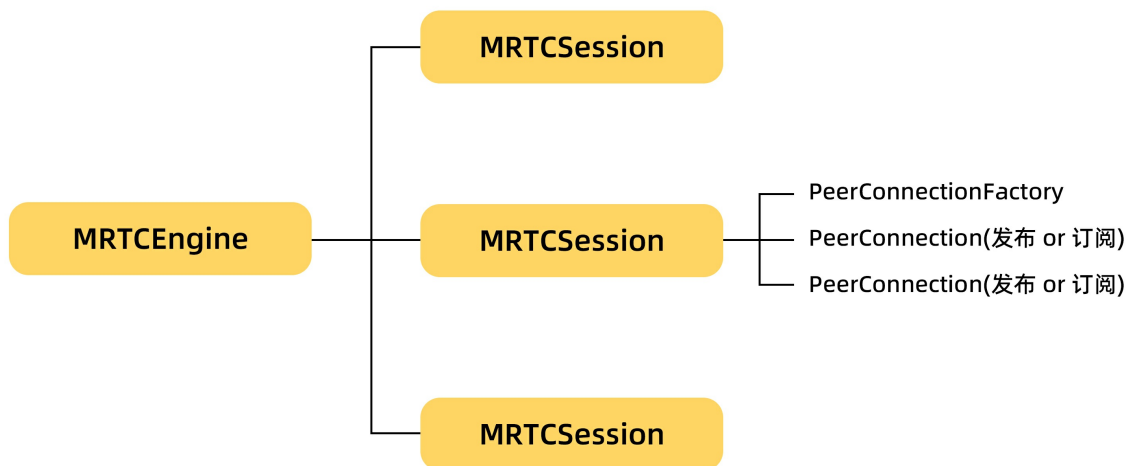 MRTCSession
MRTCEngine
MRTCSession
PeerConnectionFactory
PeerConnection(发布 or 订阅)
PeerConnection(发布 or 订阅)
MRTCSession